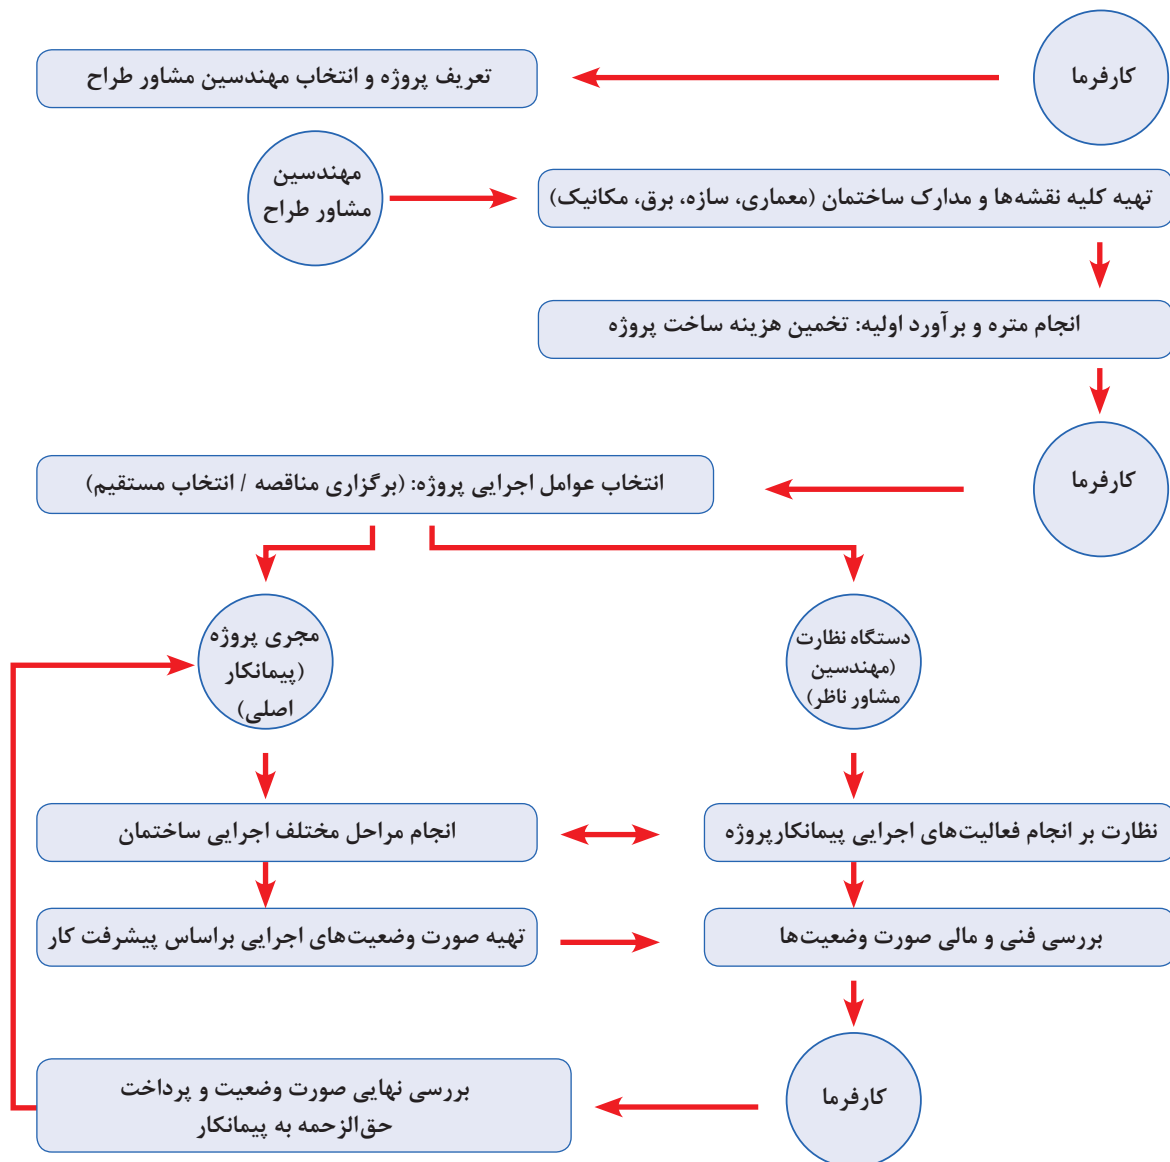 کارفرما
تعریف پروژه و انتخاب مهندسین مشاور طراح
مهندسین
مشاور طراح
تهیه کلیه نقشه‌ها و مدارک ساختمان (معماری، سازه، برق، مکانیک)
انجام متره و برآورد اولیه: تخمین هزینه ساخت پروژه
کارفرما
انتخاب عوامل اجرایی پروژه: (برگزاری مناقصه / انتخاب مستقیم)
دستگاه نظارت
(مهندسین
مشاور ناظر)
مجری پروژه
(پیمانکار
اصلی)
نظارت بر انجام فعالیت‌های اجرایی پیمانکارپروژه
انجام مراحل مختلف اجرایی ساختمان
تهیه صورت وضعیت‌های اجرایی براساس پیشرفت کار
بررسی فنی و مالی صورت وضعیت‌ها
کارفرما
بررسی نهایی صورت وضعیت و پرداخت
حق‌الزحمه به پیمانکار